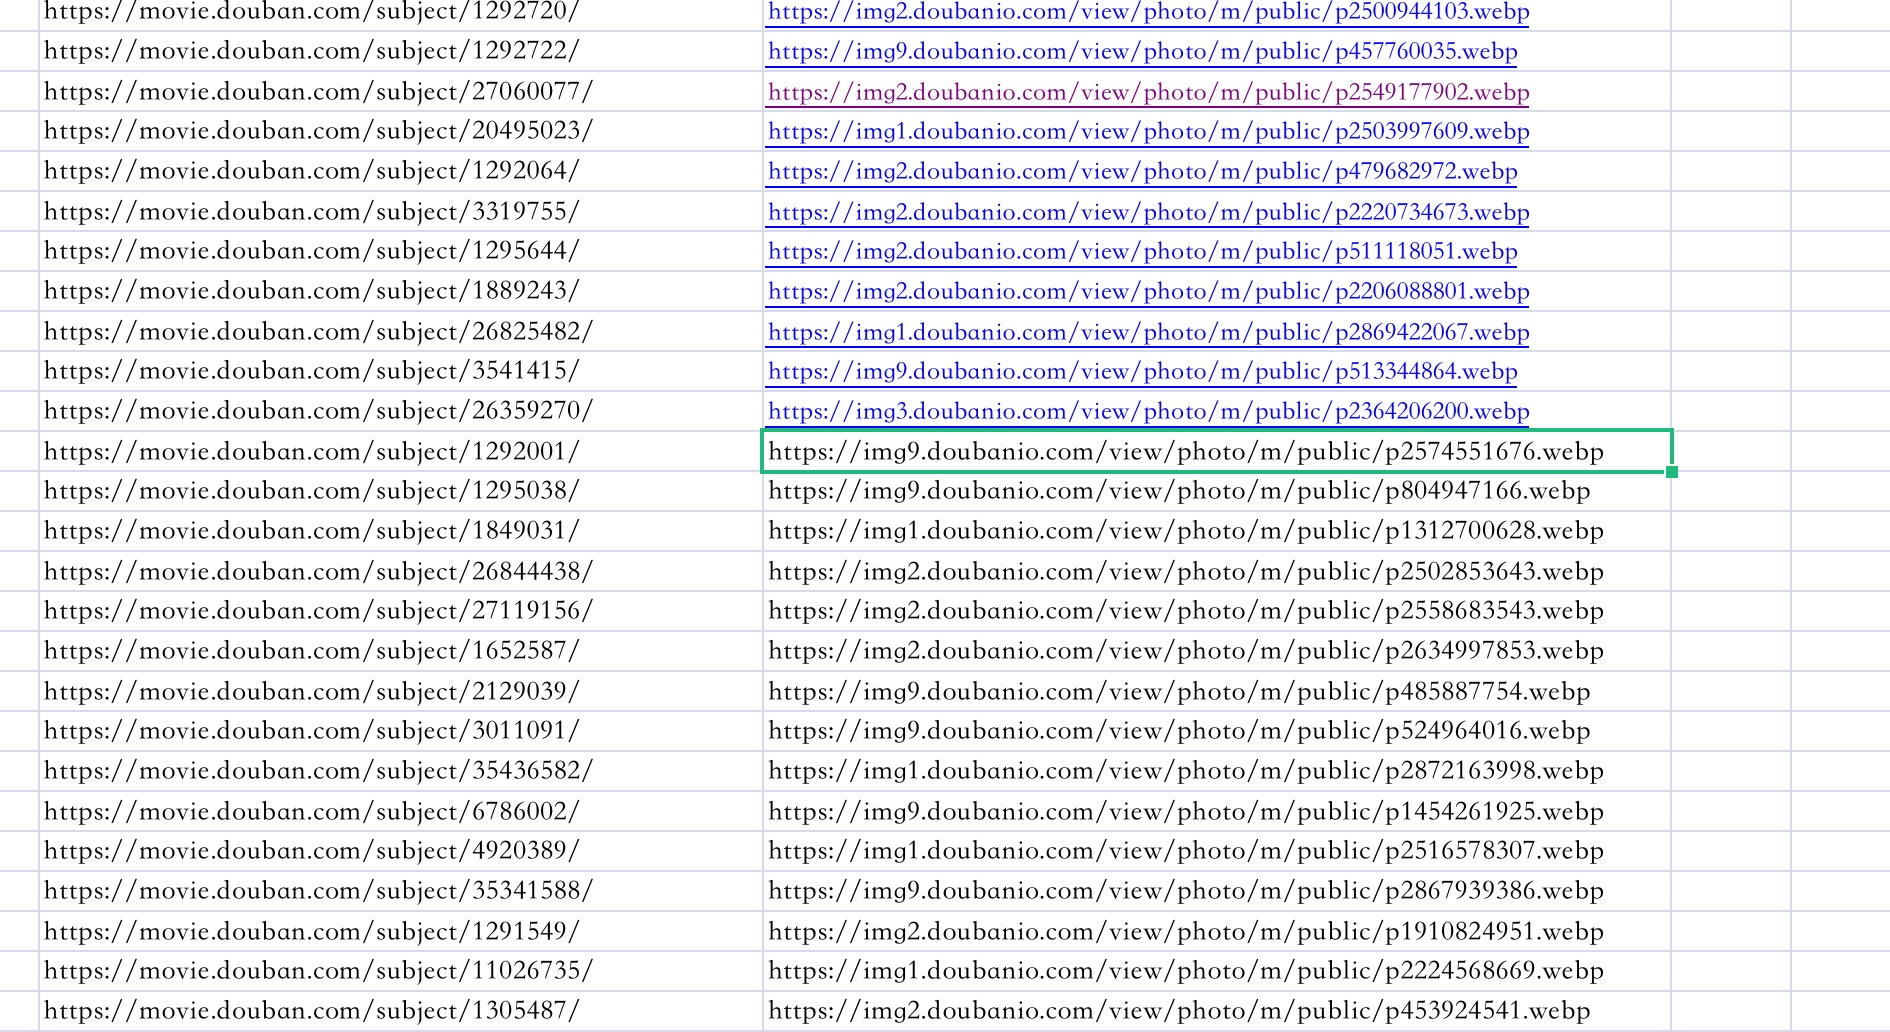 https://movie.douban.com/subject/1292720/ https://img2.doubanio.com/view/photo/m/public/p2500944103.webp
https://movie.douban.com/subject/1292722/ https://img9.doubanio.com/view/photo/m/public/p457760035.webp
https://movie.douban.com/subject/27060077/ https://img2.doubanio.com/view/photo/m/public/p2549177902.webp
https://movie.douban.com/subject/20495023/ https://img1.doubanio.com/view/photo/m/public/p2503997609.webp
https://movie.douban.com/subject/1292064/ https://img2.doubanio.com/view/photo/m/public/p479682972.webp
https://movie.douban.com/subject/3319755/ https://img2.doubanio.com/view/photo/m/public/p2220734673.webp
https://movie.douban.com/subject/1295644/ https://img2.doubanio.com/view/photo/m/public/p511118051.webp
https://movie.douban.com/subject/1889243/ https://img2.doubanio.com/view/photo/m/public/p2206088801.webp
https://movie.douban.com/subject/26825482/ https://img1.doubanio.com/view/photo/m/public/p2869422067.webp
https://movie.douban.com/subject/3541415/ https://img9.doubanio.com/view/photo/m/public/p513344864.webp
https://movie.douban.com/subject/26359270/ https://img3.doubanio.com/view/photo/m/public/p2364206200.webp
https://movie.douban.com/subject/1292001/ https://img9.doubanio.com/view/photo/m/public/p2574551676.webp
https://movie.douban.com/subject/1295038/ https://img9.doubanio.com/view/photo/m/public/p804947166.webp
https://movie.douban.com/subject/1849031/ https://img1.doubanio.com/view/photo/m/public/p1312700628.webp
https://movie.douban.com/subject/26844438/ https://img2.doubanio.com/view/photo/m/public/p2502853643.webp
https://movie.douban.com/subject/27119156/ https://img2.doubanio.com/view/photo/m/public/p2558683543.webp
https://movie.douban.com/subject/1652587/ https://img2.doubanio.com/view/photo/m/public/p2634997853.webp
https://movie.douban.com/subject/2129039/ https://img9.doubanio.com/view/photo/m/public/p485887754.webp
https://movie.douban.com/subject/3011091/ https://img9.doubanio.com/view/photo/m/public/p524964016.webp
https://movie.douban.com/subject/35436582/ https://img1.doubanio.com/view/photo/m/public/p2872163998.webp
https://movie.douban.com/subject/6786002/ https://img9.doubanio.com/view/photo/m/public/p1454261925.webp
https://movie.douban.com/subject/4920389/ https://img1.doubanio.com/view/photo/m/public/p2516578307.webp
https://movie.douban.com/subject/35341588/ https://img9.doubanio.com/view/photo/m/public/p2867939386.webp
https://movie.douban.com/subject/1291549/ https://img2.doubanio.com/view/photo/m/public/p1910824951.webp
https://movie.douban.com/subject/11026735/ https://img1.doubanio.com/view/photo/m/public/p2224568669.webp
https://movie.douban.com/subject/1305487/ https://img2.doubanio.com/view/photo/m/public/p453924541.webp